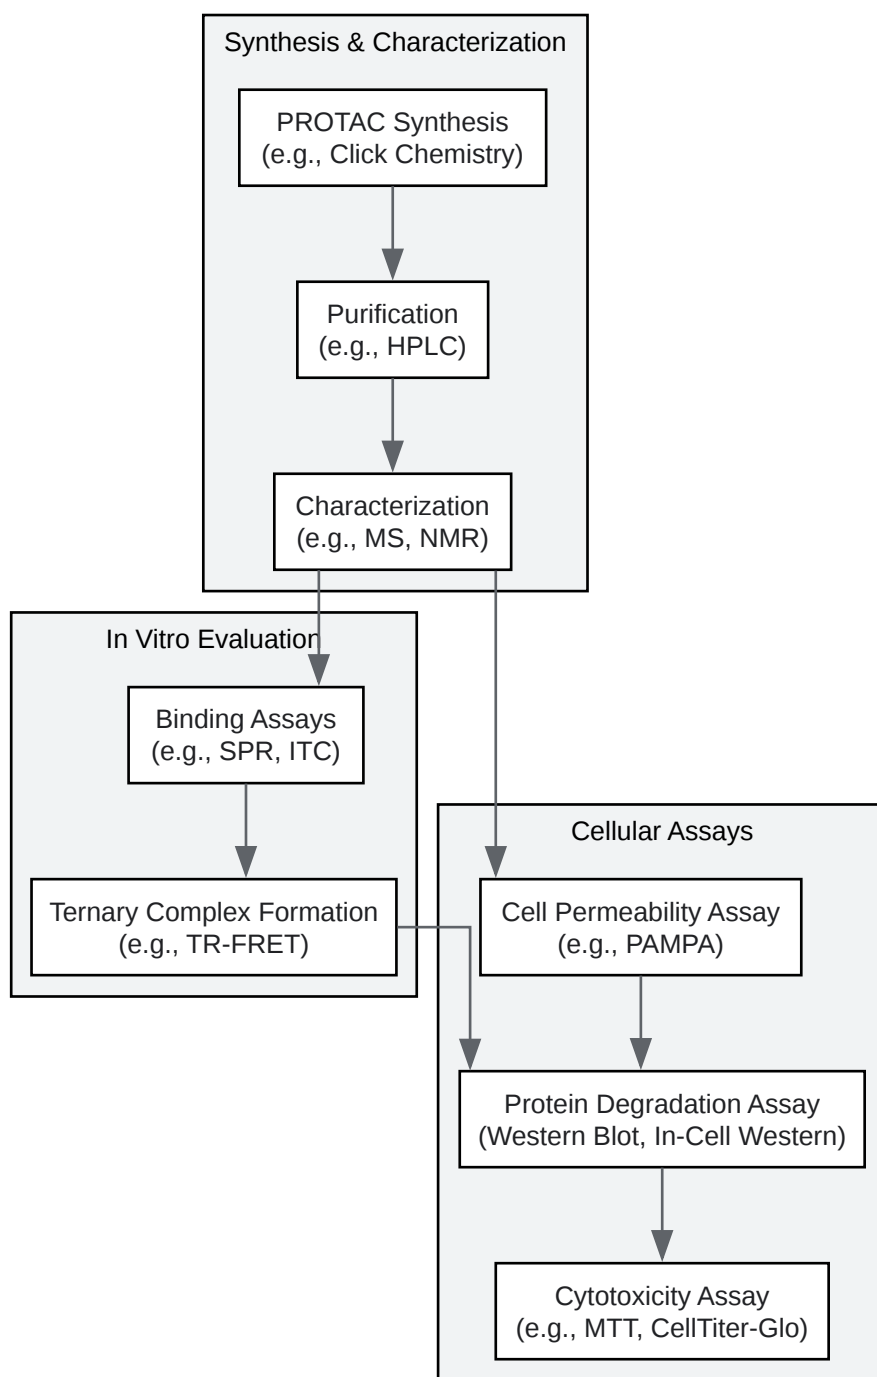 Synthesis & Characterization
PROTAC Synthesis
(e.g., Click Chemistry)
Purification
(e.g., HPLC)
Characterization
(e.g., MS, NMR)
In Vitro Evaluation
Binding Assays
(e.g., SPR, ITC)
Ternary Complex Formation
(e.g., TR-FRET)
Cellular Assays
Cell Permeability Assay
(e.g., PAMPA)
Protein Degradation Assay
(Western Blot, In-Cell Western)
Cytotoxicity Assay
(e.g., MTT, CellTiter-Glo)